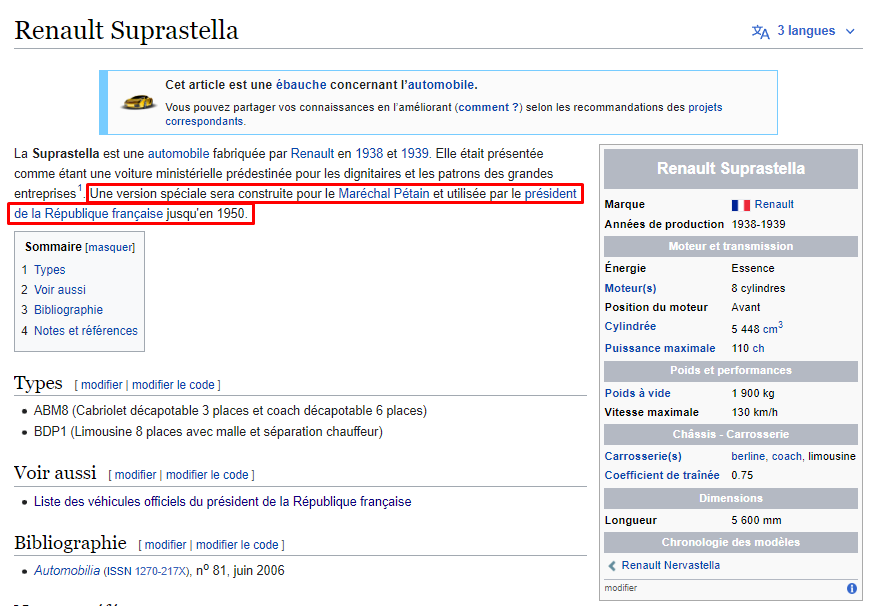 Renault Suprastella
3 langues
Cet article est une ébauche concernant l’automobile.
Vous pouvez partager vos connaissances en l’améliorant (comment ?) selon les recommandations des projets
correspondants.
La Suprastella est une automobile fabriquée par Renault en 1938 et 1939. Elle était présentée
comme étant une voiture ministérielle prédestinée pour les dignitaires et les patrons des grandes
entreprises1. Une version spéciale sera construite pour le Maréchal Pétain et utilisée par le président
de la République française jusqu'en 1950.
Sommaire [masquer]
1 Types
2 Voir aussi
3 Bibliographie
4 Notes et références
Types [ modifier | modifier le code ]
• ABM8 (Cabriolet décapotable 3 places et coach décapotable 6 places)
• BDP1 (Limousine 8 places avec malle et séparation chauffeur)
Voir aussi [ modifier | modifier le code ]
• Liste des véhicules officiels du président de la République française
Bibliographie [ modifier | modifier le code ]
• Automobilia (ISSN 1270-217X), no 81, juin 2006
Renault Suprastella
Marque Renault
Années de production 1938-1939
Moteur et transmission
Énergie Essence
Moteur(s) 8 cylindres
Position du moteur Avant
Cylindrée 5 448 cm3
Puissance maximale 110 ch
Poids et performances
Poids à vide 1 900 kg
Vitesse maximale 130 km/h
Châssis - Carrosserie
Carrosserie(s) berline, coach, limousine
Coefficient de traînée 0.75
Dimensions
Longueur 5 600 mm
Chronologie des modèles
Renault Nervastella
modifier